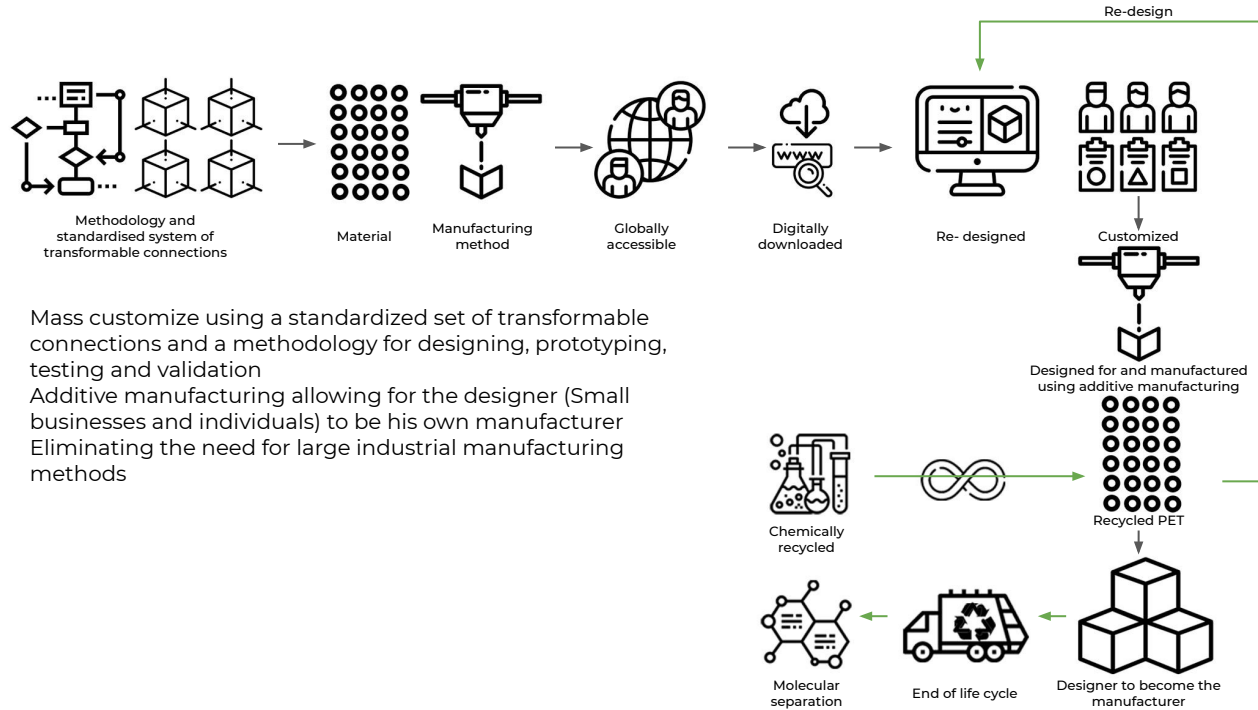 Re-design
Methodology and
standardised system of
transformable connections
Material
Manufacturing
method
Globally
accessible
www
Digitally
downloaded
Re- designed
Customized
Designed for and manufactured
using additive manufacturing
Mass customize using a standardized set of transformable
connections and a methodology for designing, prototyping,
testing and validation
Additive manufacturing allowing for the designer (Small
businesses and individuals) to be his own manufacturer
Eliminating the need for large industrial manufacturing
methods
Chemically
recycled
Recycled PET
Molecular
separation
End of life cycle
Designer to become the
manufacturer